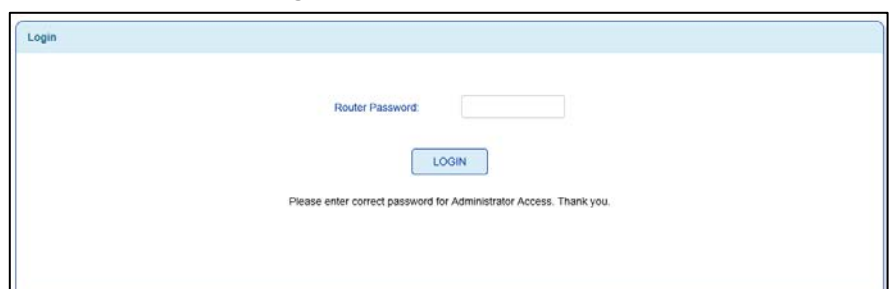 Login
Router Password:
LOGIN
Please enter correct password for Administrator Access. Thank you.